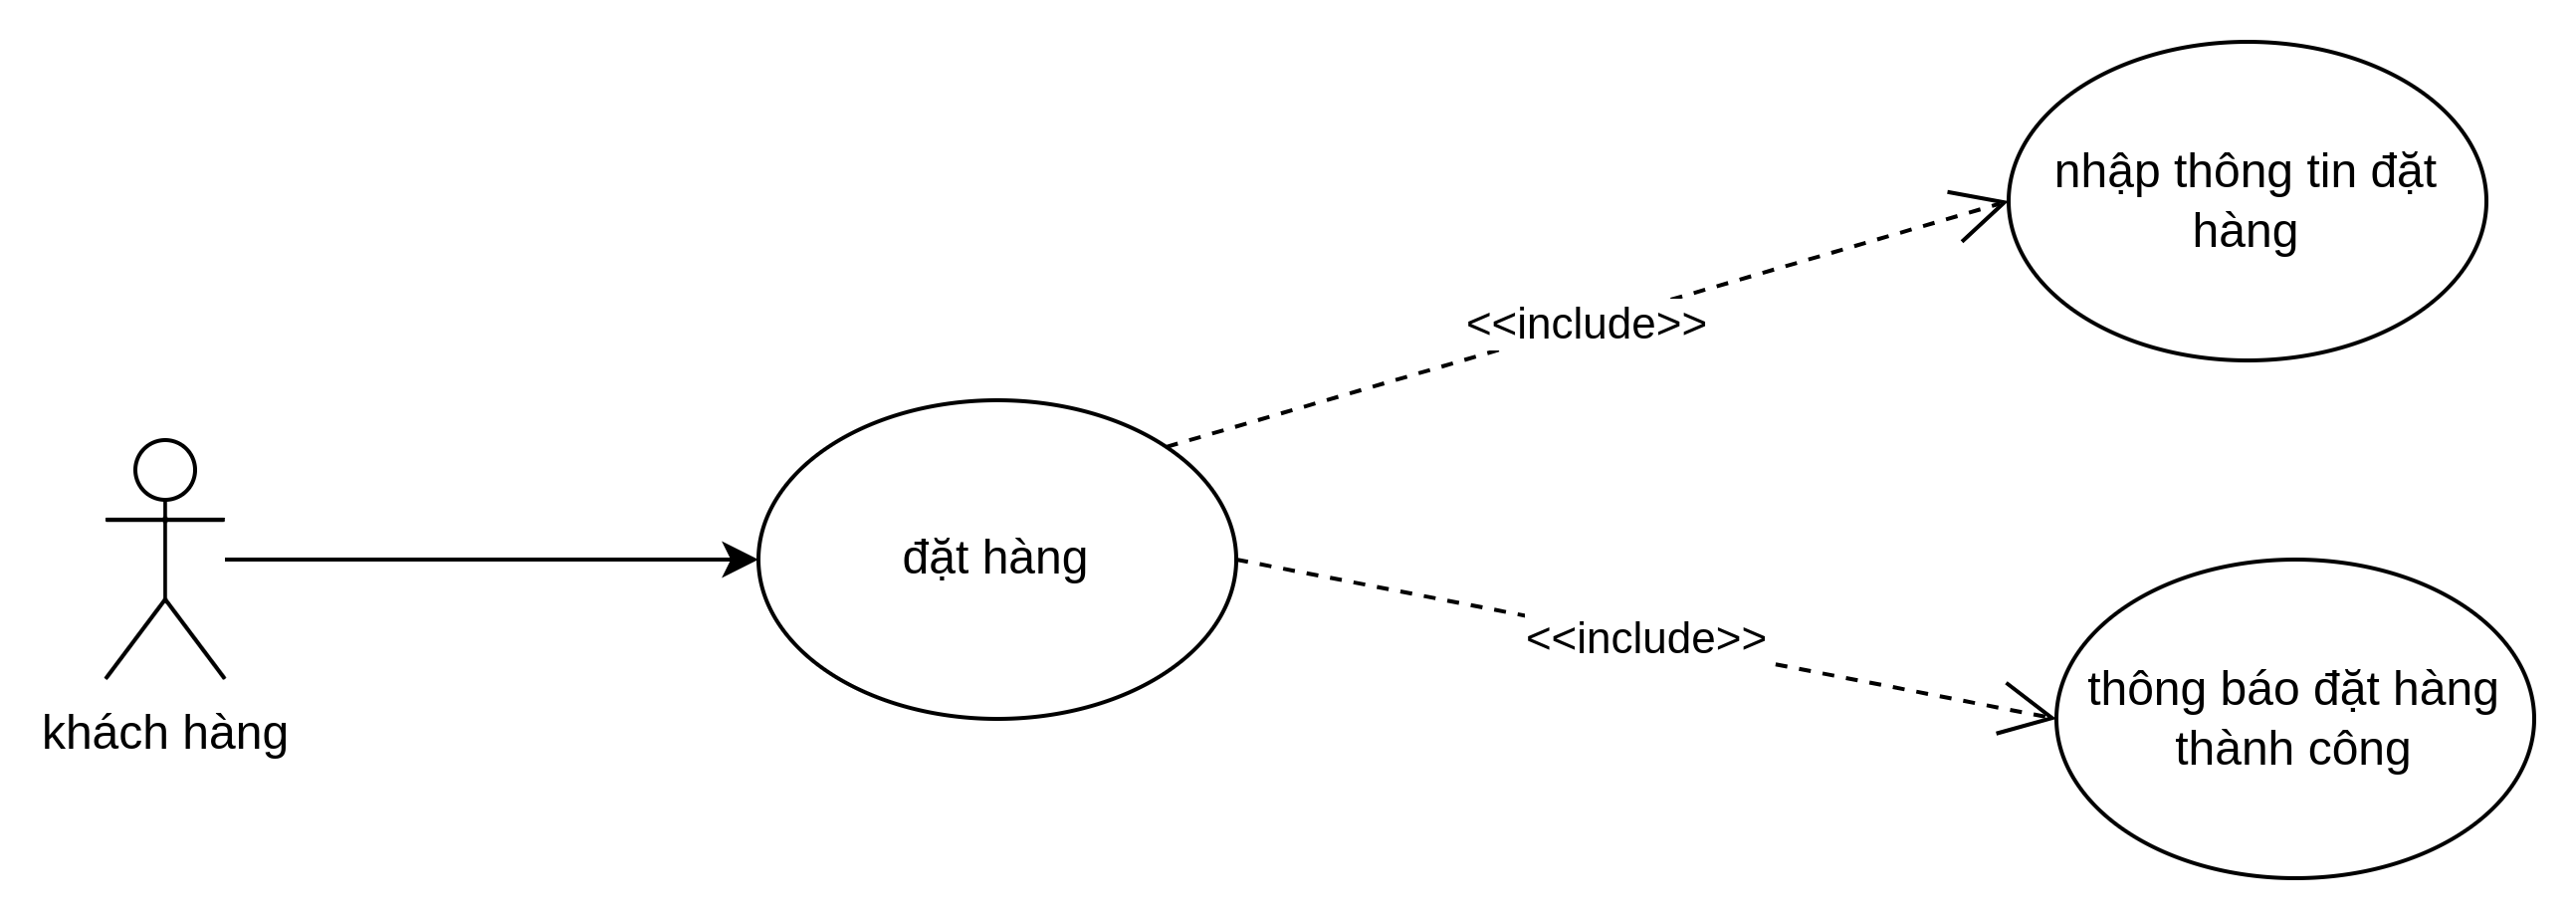 nhập thông tin đặt
hàng
<<include>>
đặt hàng
<<include>>
thông báo đặt hàng
thành công
khách hàng